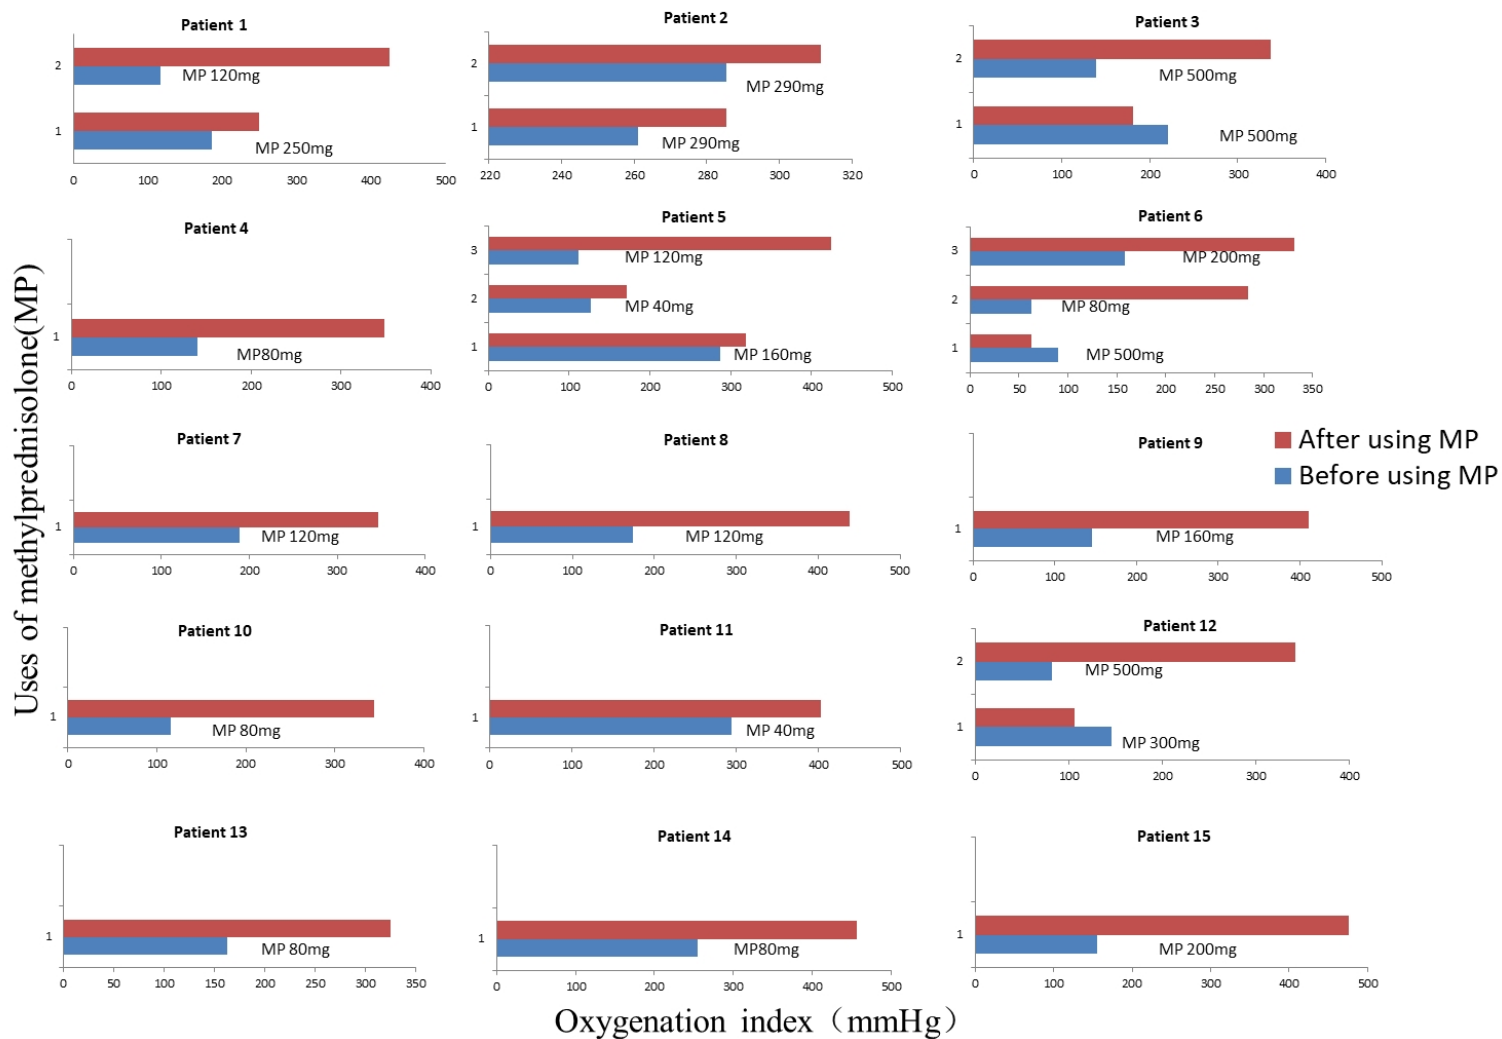 Patient 1
2
MP 120mg
1
MP 250mg
0 100 200 300 400 500
Patient 2
2
MP 290mg
1
MP 290mg
220 240 260 280 300 320
Patient 3
2
MP 500mg
1
MP 500mg
0 100 200 300 400
Patient 4
1
MP80mg
0 100 200 300 400
Patient 5
3
MP 120mg
2
MP 40mg
1
MP 160mg
0 100 200 300 400 500
Patient 6
3
MP 200mg
2
MP 80mg
1
MP 500mg
0 50 100 150 200 250 300 350
Patient 7
1
MP 120mg
0 100 200 300 400
Patient 8
1
MP 120mg
0 100 200 300 400 500
Patient 9
1
MP 160mg
0 100 200 300 400 500
After using MP
Before using MP
Patient 10
1
MP 80mg
0 100 200 300 400
Patient 11
1
MP 40mg
0 100 200 300 400 500
Patient 12
2
MP 500mg
1
MP 300mg
0 100 200 300 400
Patient 13
1
MP 80mg
0 50 100 150 200 250 300 350
Patient 14
1
MP80mg
0 100 200 300 400 500
Patient 15
1
MP 200mg
0 100 200 300 400 500
Uses of methylprednisolone(MP)
Oxygenation index（mmHg）